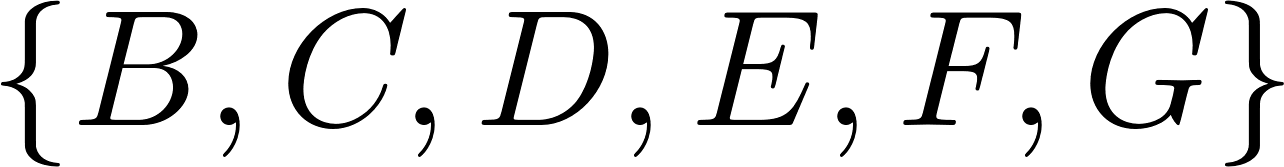 {B, C, D, E, F, G}